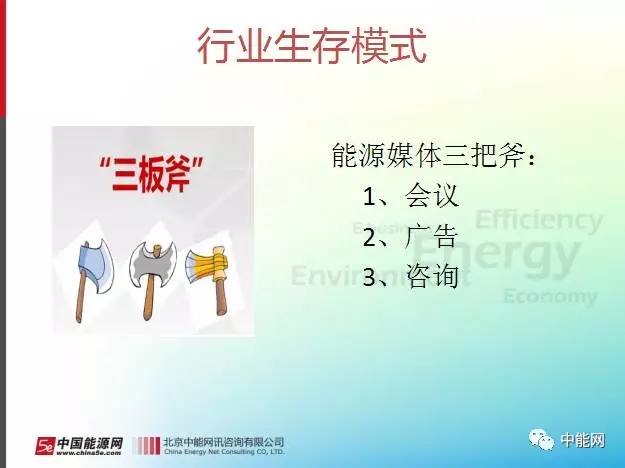 行业生存模式
“三板斧”
能源媒体三把斧：
1、会议
2、广告
3、咨询
Efficiency
Energy
Environment
Economy
5e 中国能源网
www.china5e.com
北京中能网讯咨询有限公司
China Energy Net Consulting CO, LTD.
中能网